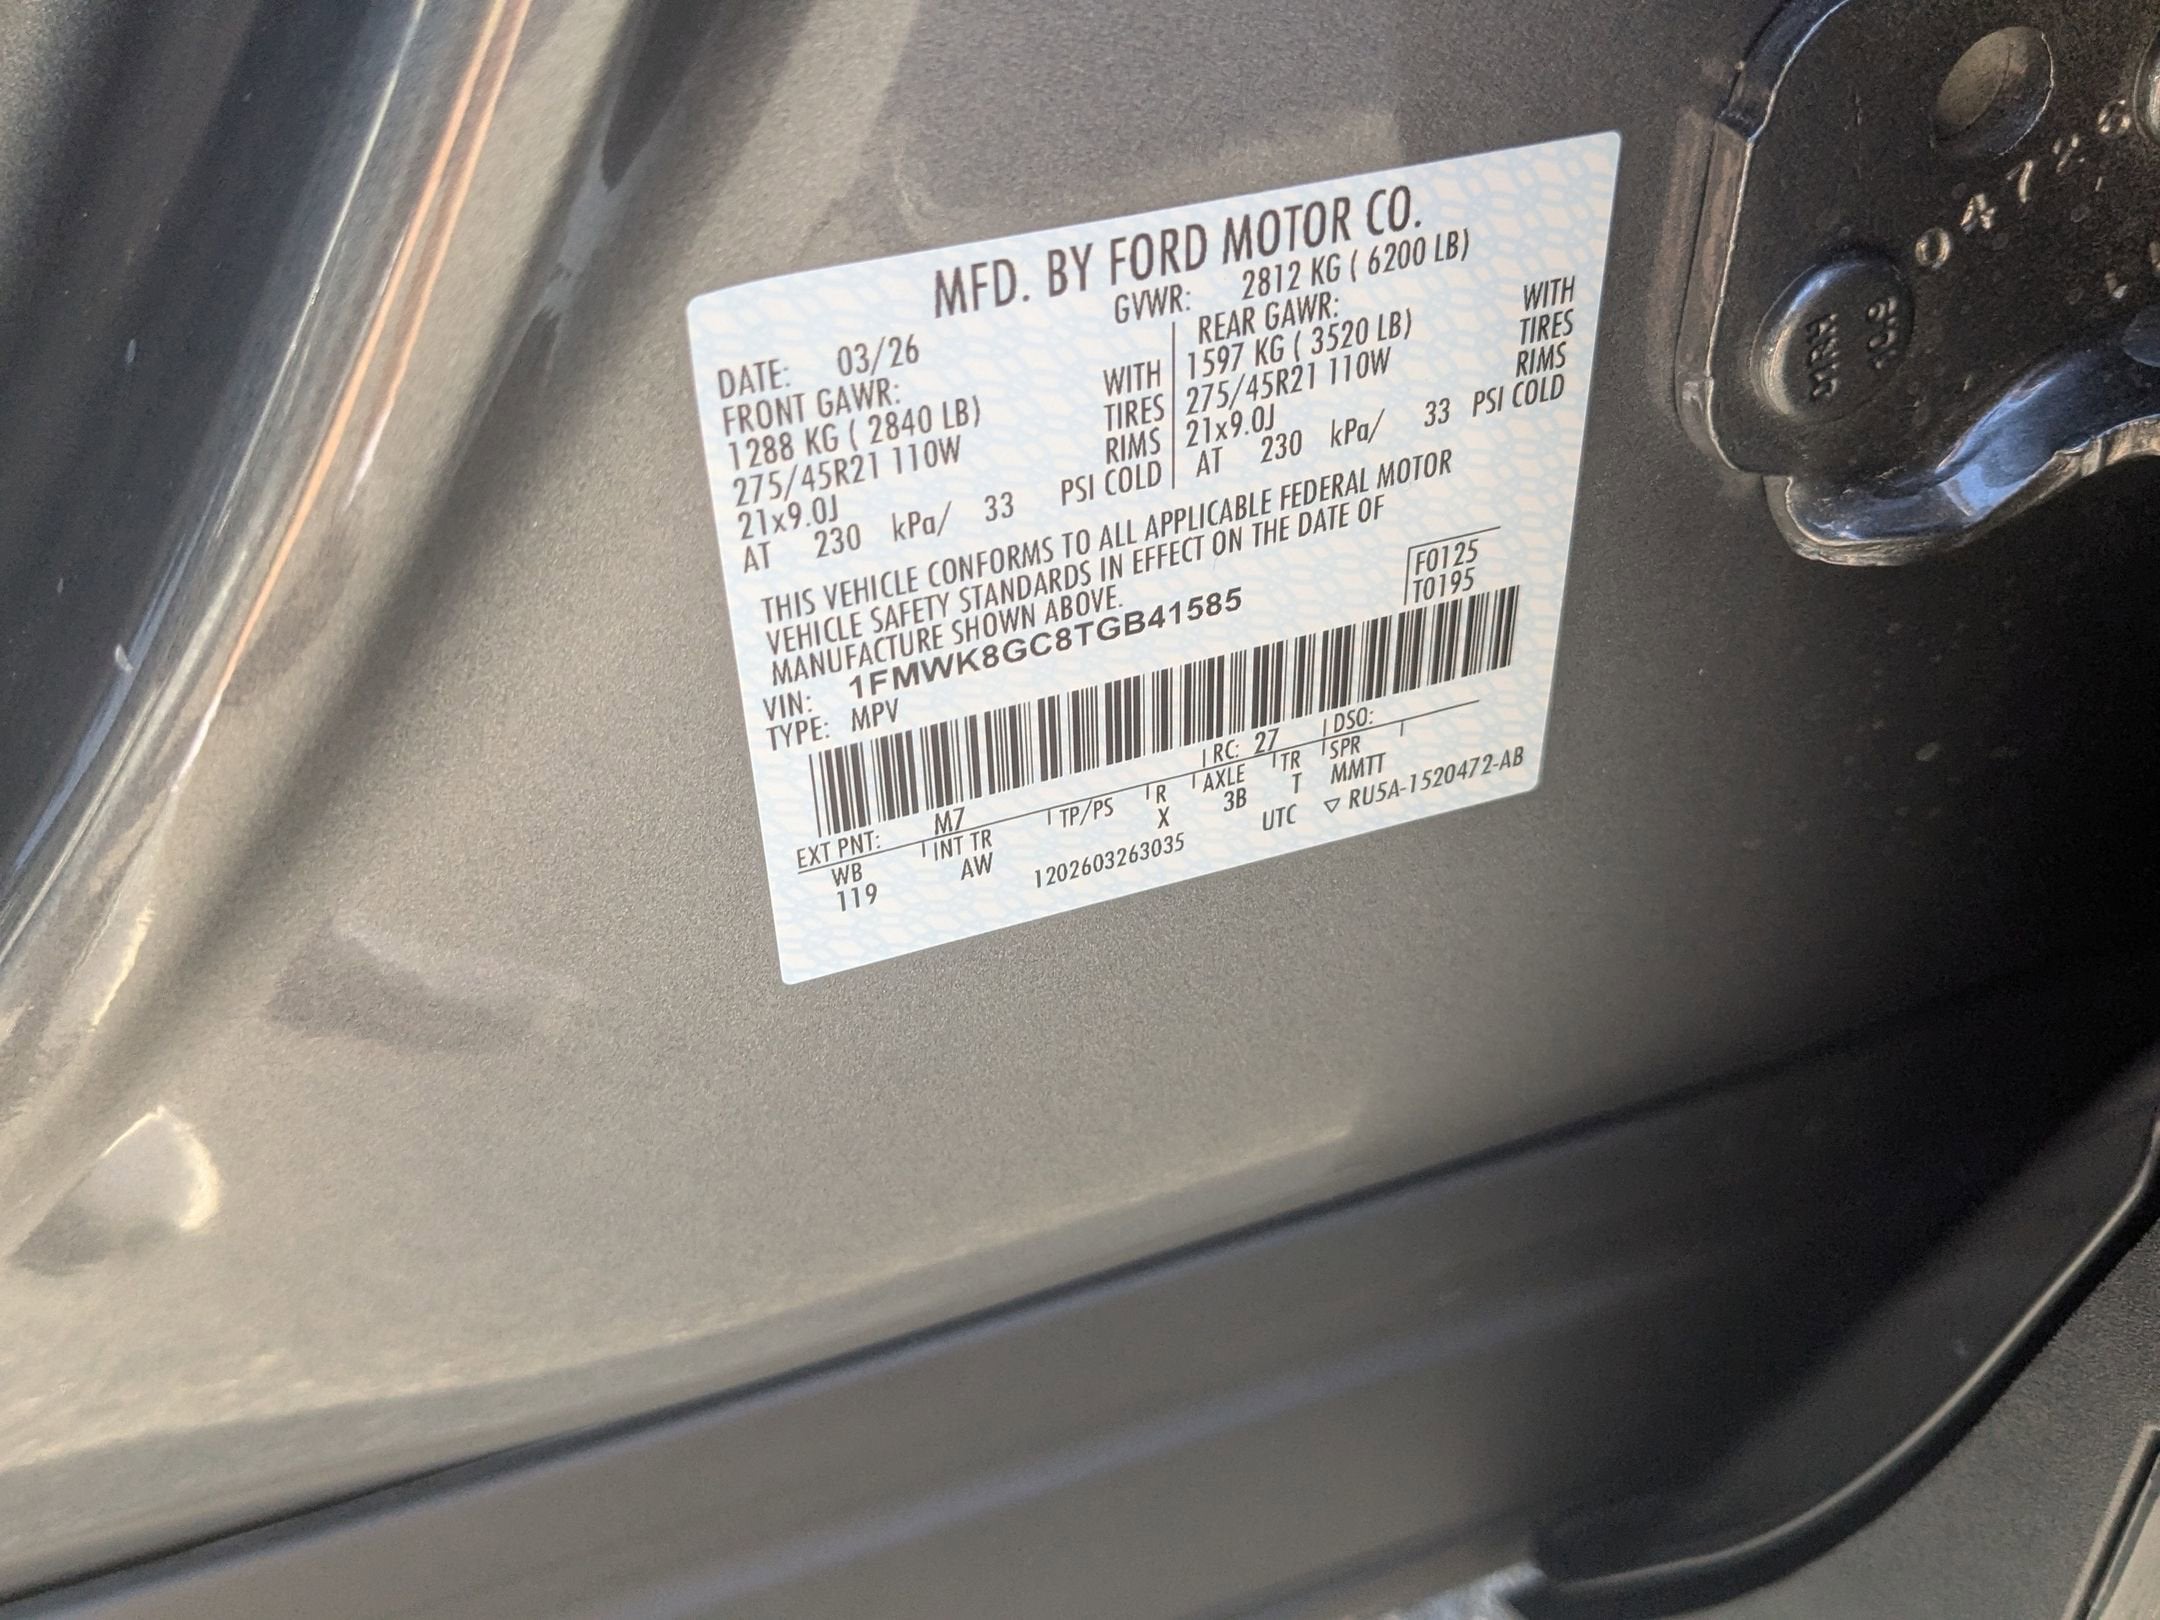 MFD. BY FORD MOTOR CO.
DATE: 03/26 GVWR: 2812 KG ( 6200 LB)
FRONT GAWR: REAR GAWR:
1288 KG ( 2840 LB) WITH 1597 KG ( 3520 LB) WITH
275/45R21 110W TIRES 275/45R21 110W TIRES
21x9.0J RIMS 21x9.0J RIMS
AT 230 kPa/ 33 PSI COLD AT 230 kPa/ 33 PSI COLD
THIS VEHICLE CONFORMS TO ALL APPLICABLE FEDERAL MOTOR
VEHICLE SAFETY STANDARDS IN EFFECT ON THE DATE OF
MANUFACTURE SHOWN ABOVE.
VIN: 1FMWK8GC8TGB41585
TYPE: MPV
F0125
T0195
EXT PNT: M7 RC: 27 DSO:
WB INT TR TP/PS R AXLE TR SPR
119 AW X 3B T MMTT
1202603263035 UTC ▽ RU5A-1520472-AB
0472